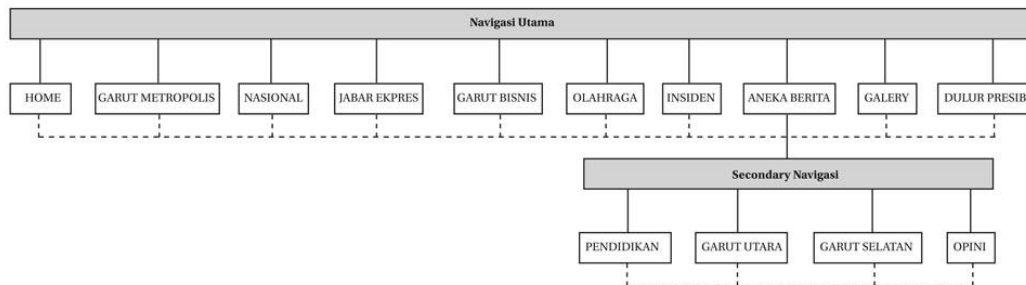 Navigasi Utama
HOME
GARUT METROPOLIS
NASIONAL
JABAR EKPRES
GARUT BISNIS
OLAHRAGA
INSIDEN
ANEKA BERITA
GALERY
DULUR PRESIB
Secondary Navigasi
PENDIDIKAN
GARUT UTARA
GARUT SELATAN
OPINI